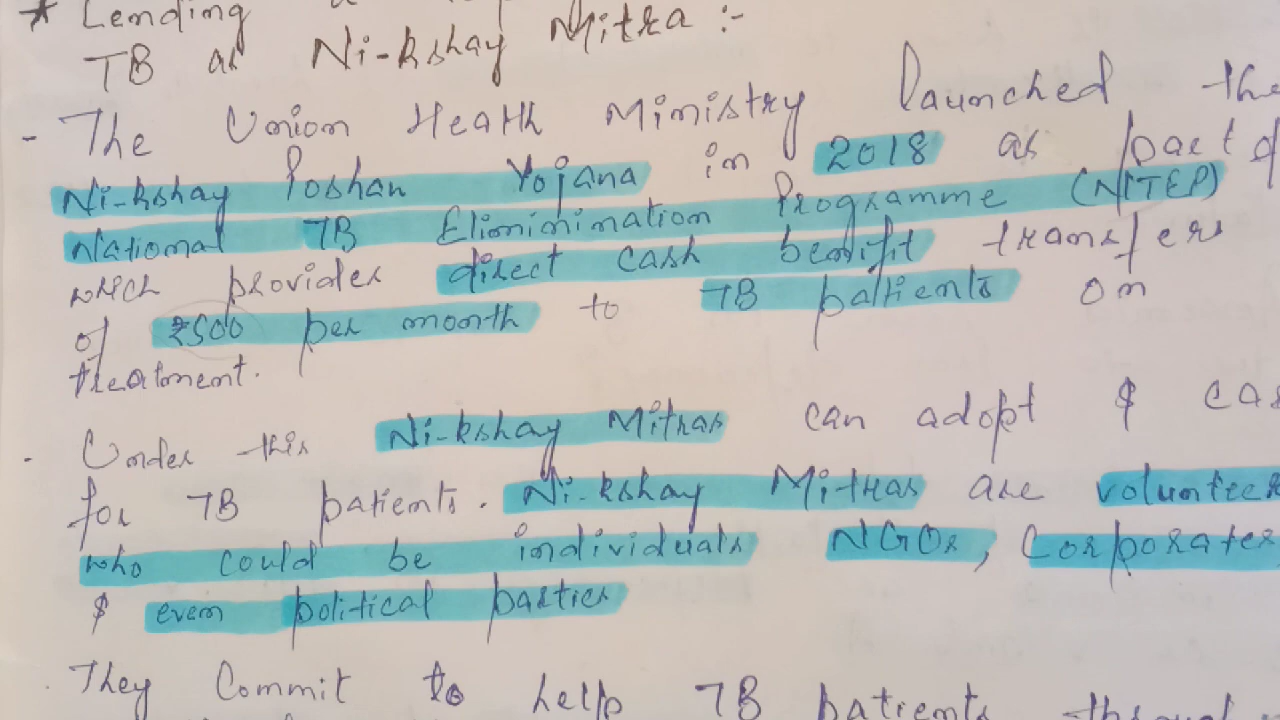 * Lending a
TB as Ni-kshay Mitra :-
- The Union Health Ministry launched the
Ni-kshay Poshan Yojana in 2018 as part of
National TB Eliminination Programme (NTEP)
which provides direct cash benifit transfers
of ₹500 per month to TB patients on
treatment.
- Under this Ni-kshay Mitras can adopt & ca
for TB patients. Ni-kshay Mitras are volunteer
who could be individuals NGOs, Corporates
& even political parties
. They Commit to help TB patients